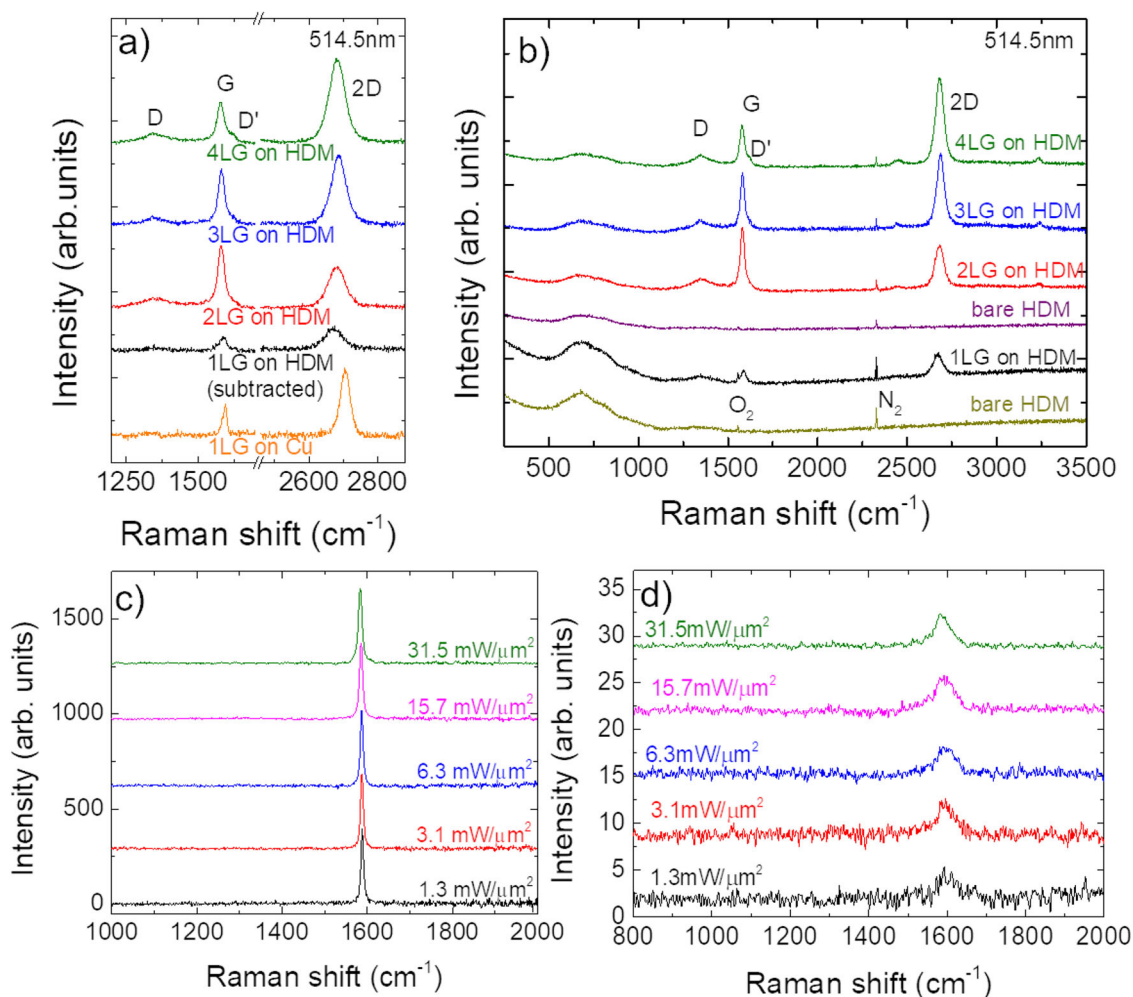 a)
514.5nm
D
G
D'
2D
4LG on HDM
3LG on HDM
2LG on HDM
1LG on HDM
(subtracted)
1LG on Cu
Intensity (arb.units)
1250 1500 2600 2800
Raman shift (cm⁻¹)
b)
514.5nm
D
G
D'
2D
4LG on HDM
3LG on HDM
2LG on HDM
bare HDM
1LG on HDM
O₂
N₂
bare HDM
Intensity (arb. units)
500 1000 1500 2000 2500 3000 3500
Raman shift (cm⁻¹)
c)
1500
1000
500
0
31.5 mW/μm²
15.7 mW/μm²
6.3 mW/μm²
3.1 mW/μm²
1.3 mW/μm²
Intensity (arb. units)
1000 1200 1400 1600 1800 2000
Raman shift (cm⁻¹)
d)
35
30
25
20
15
10
5
0
31.5mW/μm²
15.7mW/μm²
6.3mW/μm²
3.1mW/μm²
1.3mW/μm²
Intensity (arb. units)
800 1000 1200 1400 1600 1800 2000
Raman shift (cm⁻¹)